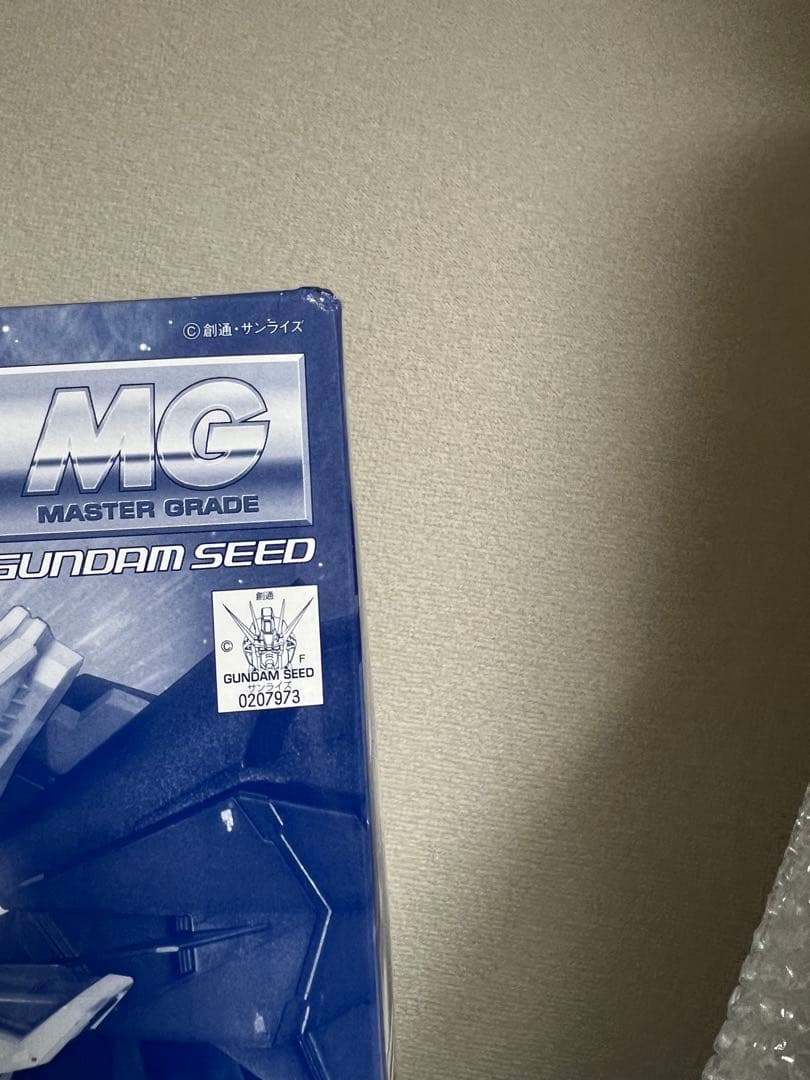 ©創通・サンライズ
MG
MASTER GRADE
GUNDAM SEED
創通
© F
GUNDAM SEED
サンライズ
0207973